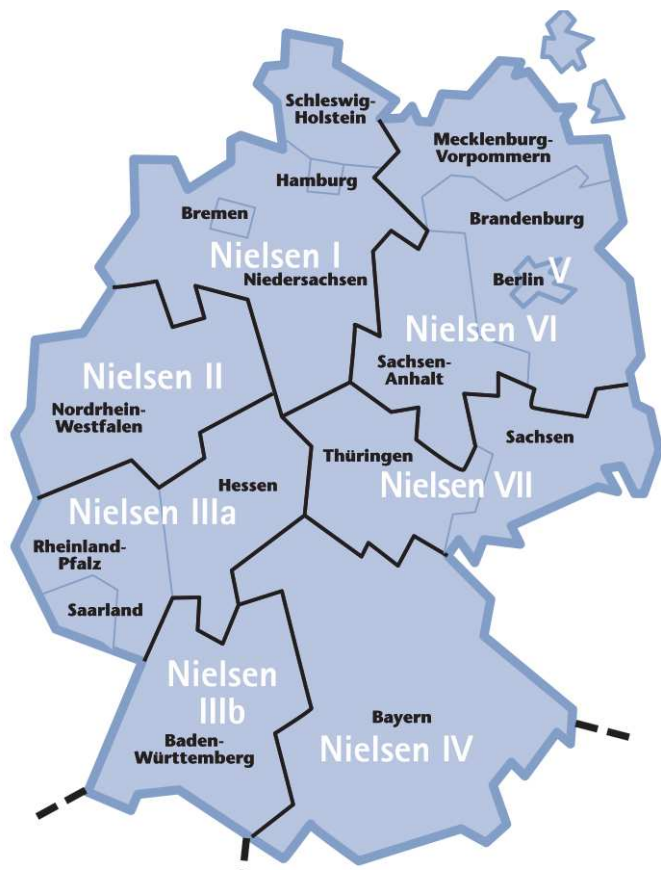 Schleswig-
Holstein
Mecklenburg-
Vorpommern
Hamburg
Bremen
Brandenburg
Nielsen I
Niedersachsen
Berlin V
Nielsen VI
Sachsen-
Anhalt
Nielsen II
Nordrhein-
Westfalen
Sachsen
Thüringen
Nielsen VII
Hessen
Nielsen IIIa
Rheinland-
Pfalz
Saarland
Nielsen
IIIb
Baden-
Württemberg
Bayern
Nielsen IV